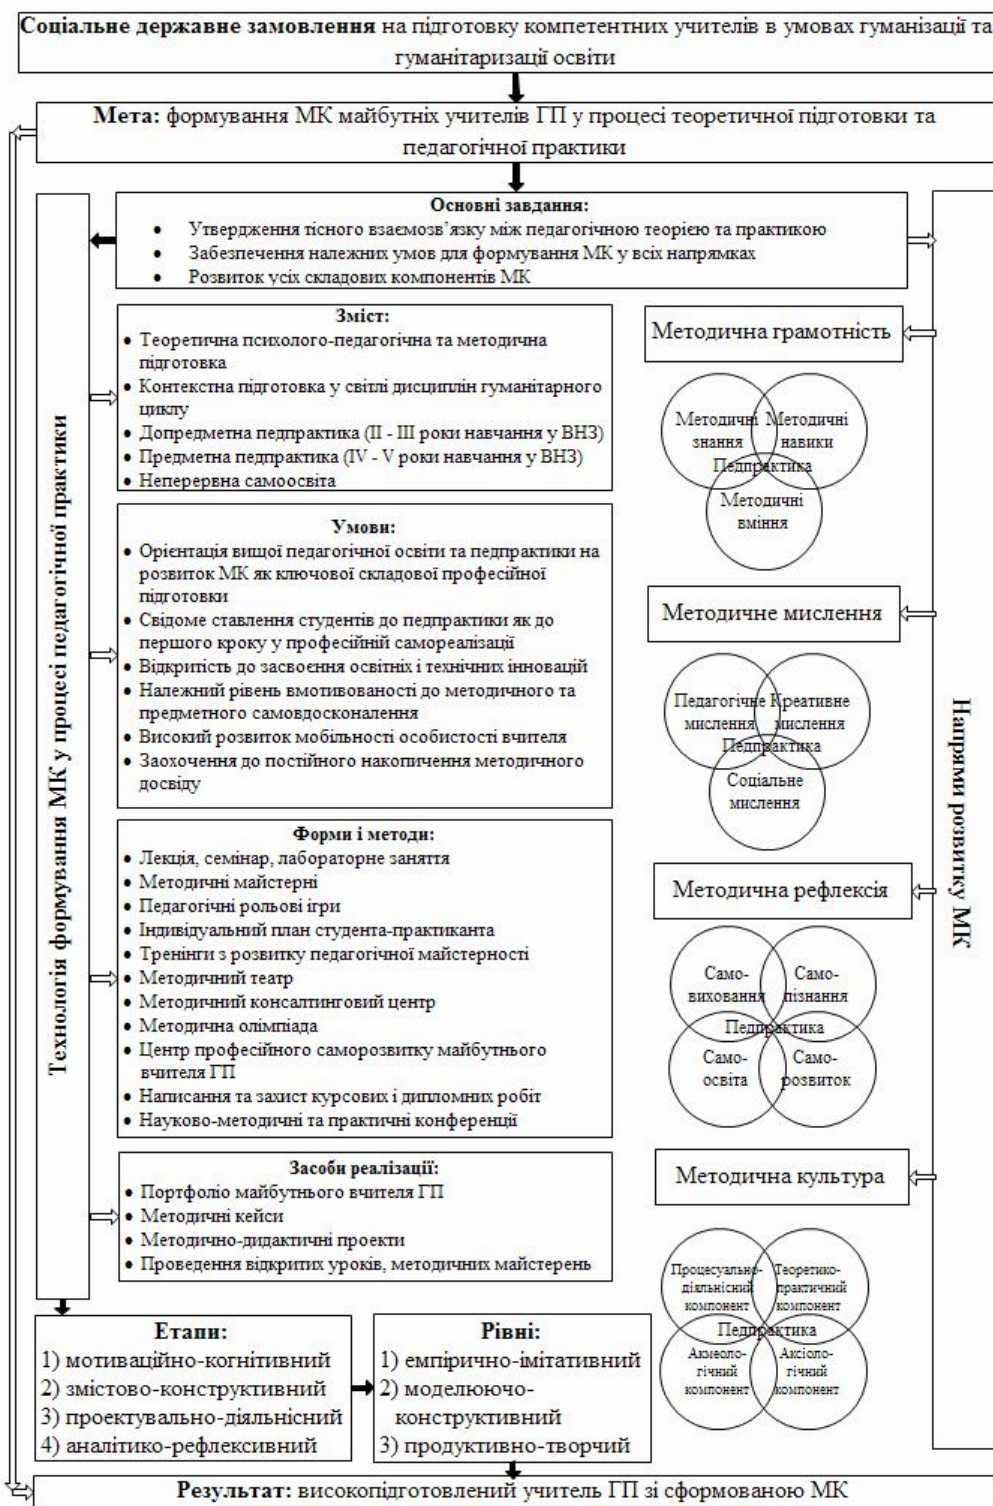 Соціальне державне замовлення на підготовку компетентних учителів в умовах гуманізації та
гуманітаризації освіти
Мета: формування МК майбутніх учителів ГП у процесі теоретичної підготовки та
педагогічної практики
Технологія формування МК у процесі педагогічної практики
Основні завдання:
• Утвердження тісного взаємозв’язку між педагогічною теорією та практикою
• Забезпечення належних умов для формування МК у всіх напрямках
• Розвиток усіх складових компонентів МК
Зміст:
• Теоретична психолого-педагогічна та методична
підготовка
• Контекстна підготовка у світлі дисциплін гуманітарного
циклу
• Допредметна педпрактика (ІІ - ІІІ роки навчання у ВНЗ)
• Предметна педпрактика (IV - V роки навчання у ВНЗ)
• Неперервна самоосвіта
Умови:
• Орієнтація вищої педагогічної освіти та педпрактики на
розвиток МК як ключової складової професійної
підготовки
• Свідоме ставлення студентів до педпрактики як до
першого кроку у професійній самореалізації
• Відкритість до засвоєння освітніх і технічних інновацій
• Належний рівень вмотивованості до методичного та
предметного самовдосконалення
• Високий розвиток мобільності особистості вчителя
• Заохочення до постійного накопичення методичного
досвіду
Форми і методи:
• Лекція, семінар, лабораторне заняття
• Методичні майстерні
• Педагогічні рольові ігри
• Індивідуальний план студента-практиканта
• Тренінги з розвитку педагогічної майстерності
• Методичний театр
• Методичний консалтинговий центр
• Методична олімпіада
• Центр професійного саморозвитку майбутнього
вчителя ГП
• Написання та захист курсових і дипломних робіт
• Науково-методичні та практичні конференції
Засоби реалізації:
• Портфоліо майбутнього вчителя ГП
• Методичні кейси
• Методично-дидактичні проекти
• Проведення відкритих уроків, методичних майстерень
Напрями розвитку МК
Методична грамотність
Методичні
знання
Методичні
навики
Педпрактика
Методичні
вміння
Методичне мислення
Педагогічне
мислення
Креативне
мислення
Педпрактика
Соціальне
мислення
Методична рефлексія
Само-
виховання
Само-
пізнання
Педпрактика
Само-
освіта
Само-
розвиток
Методична культура
Процесуально-
діяльнісний
компонент
Теоретико-
практичний
компонент
Педпрактика
Акмеоло-
гічний
компонент
Аксіоло-
гічний
компонент
Етапи:
1) мотиваційно-когнітивний
2) змістово-конструктивний
3) проектувально-діяльнісний
4) аналітико-рефлексивний
Рівні:
1) емпірично-імітативний
2) моделюючо-
конструктивний
3) продуктивно-творчий
Результат: високопідготовлений учитель ГП зі сформованою МК